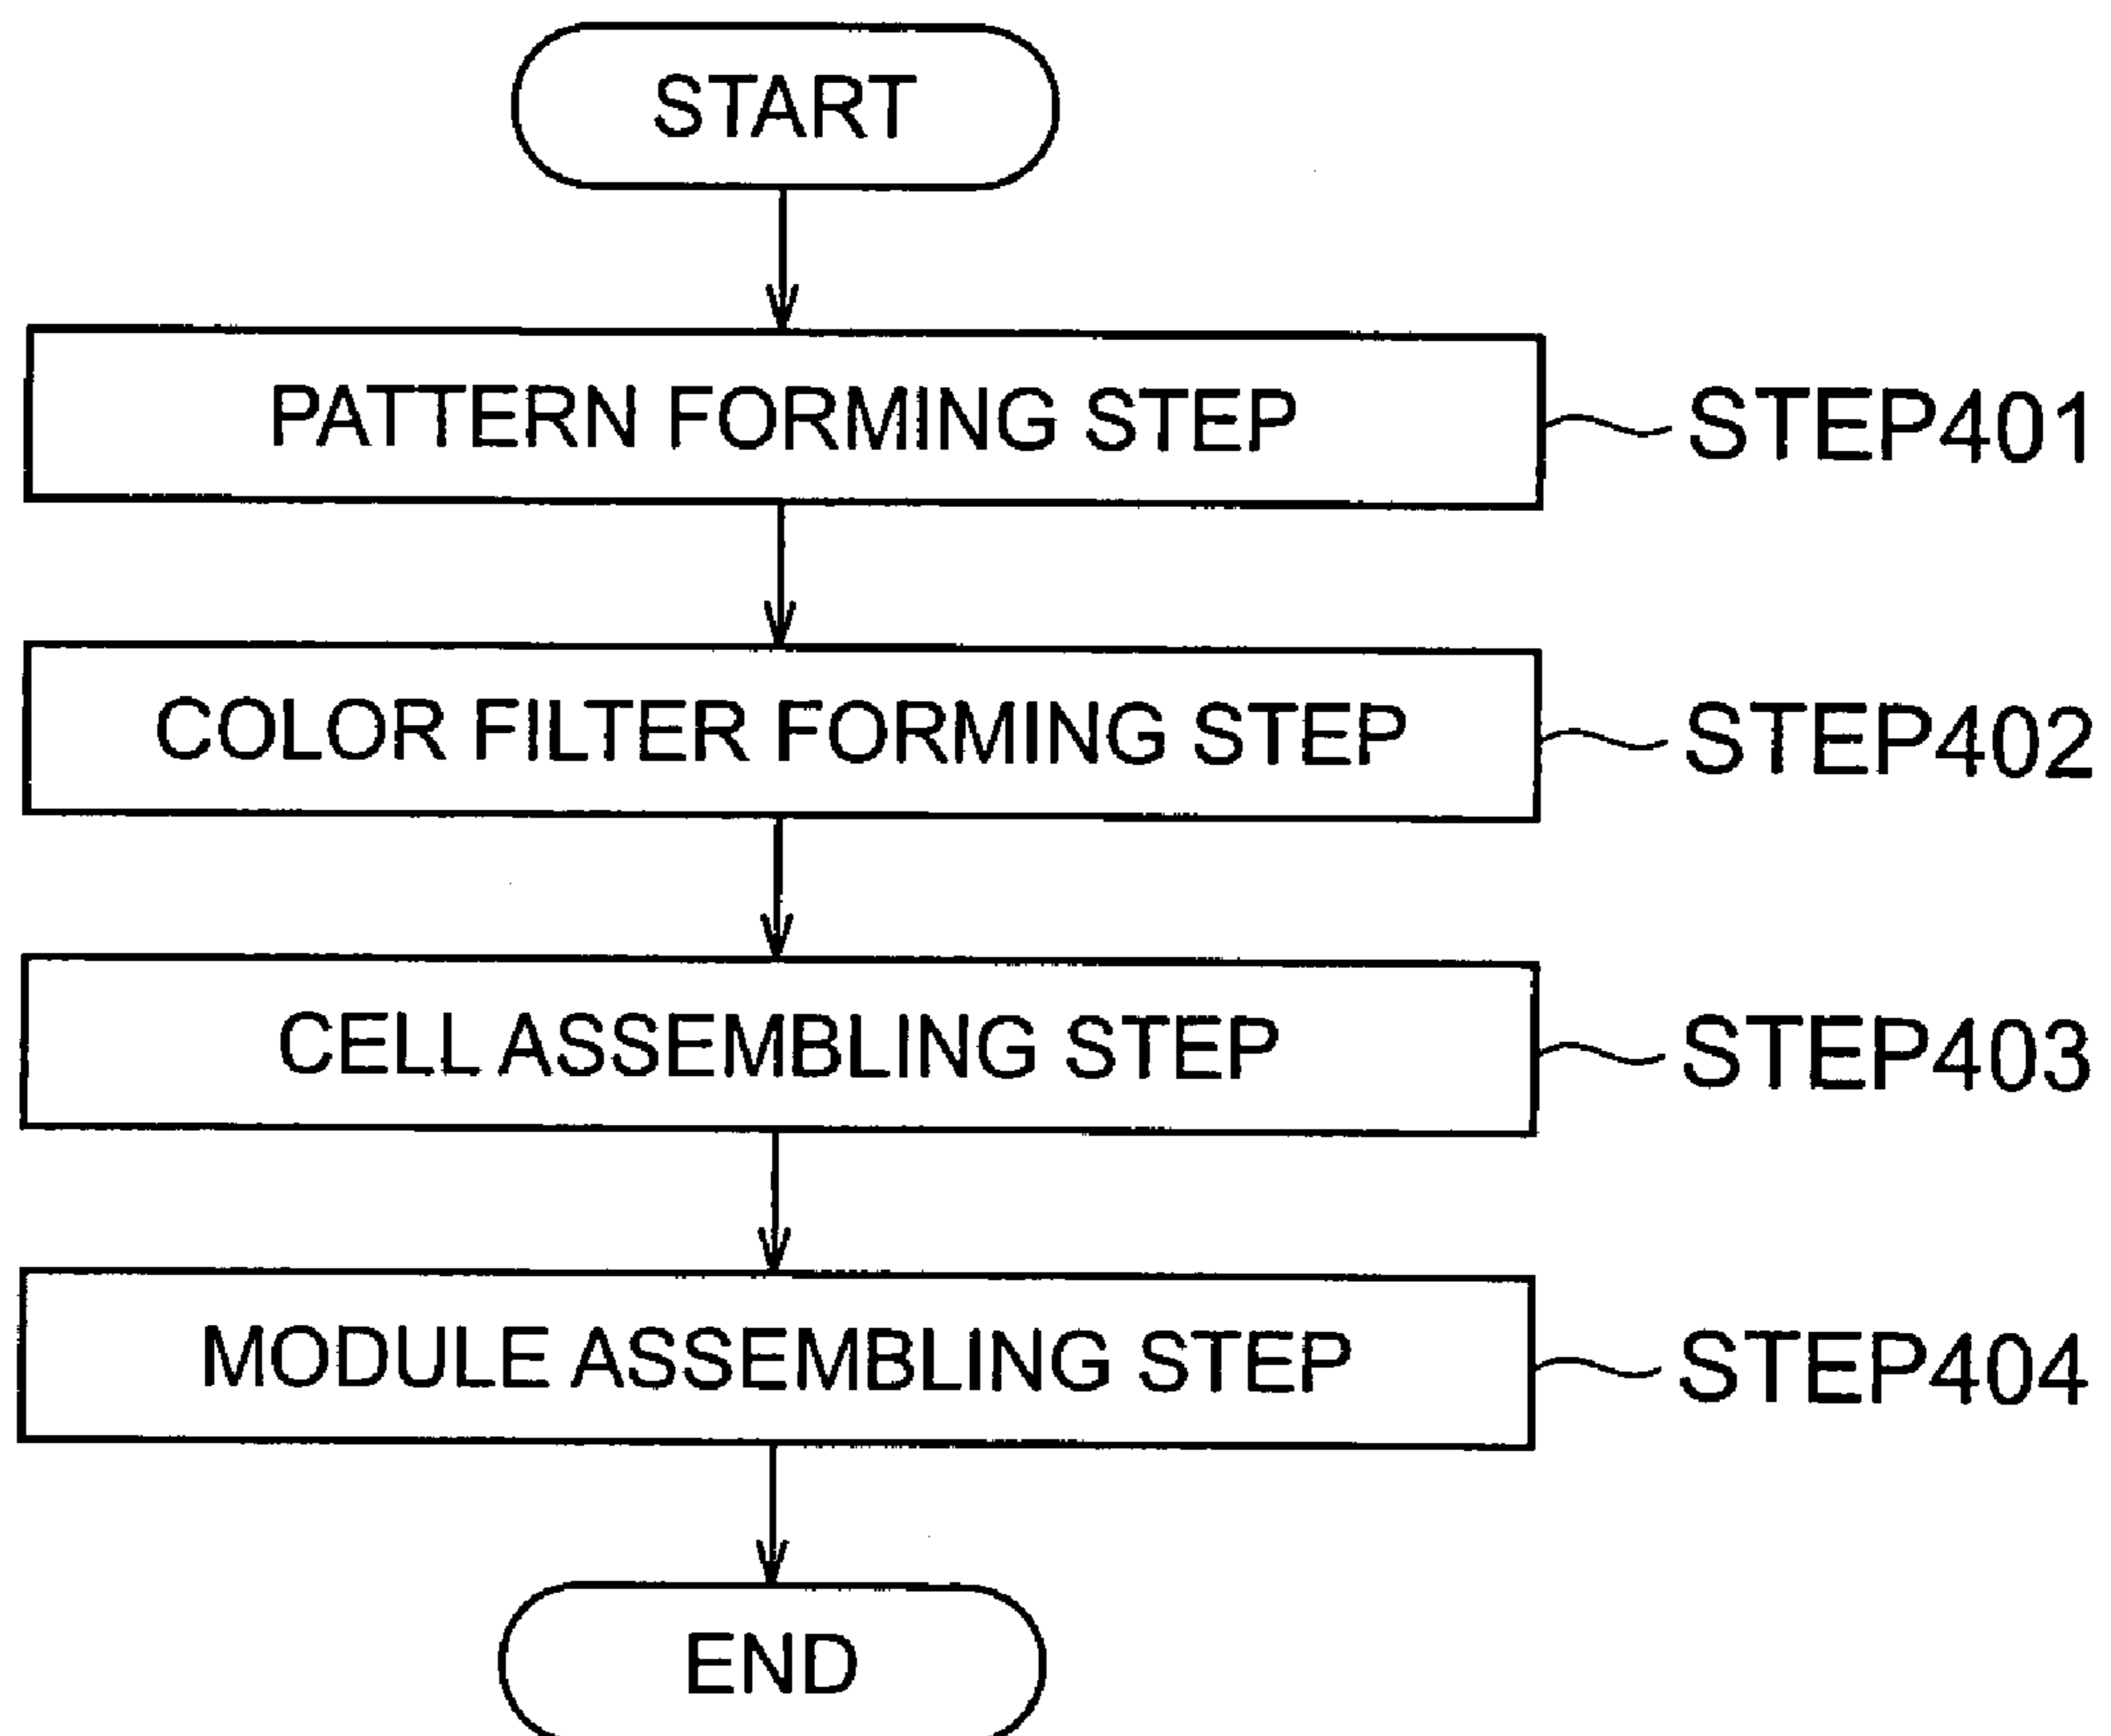 START
PATTERN FORMING STEP STEP401
COLOR FILTER FORMING STEP STEP402
CELL ASSEMBLING STEP STEP403
MODULE ASSEMBLING STEP STEP404
END